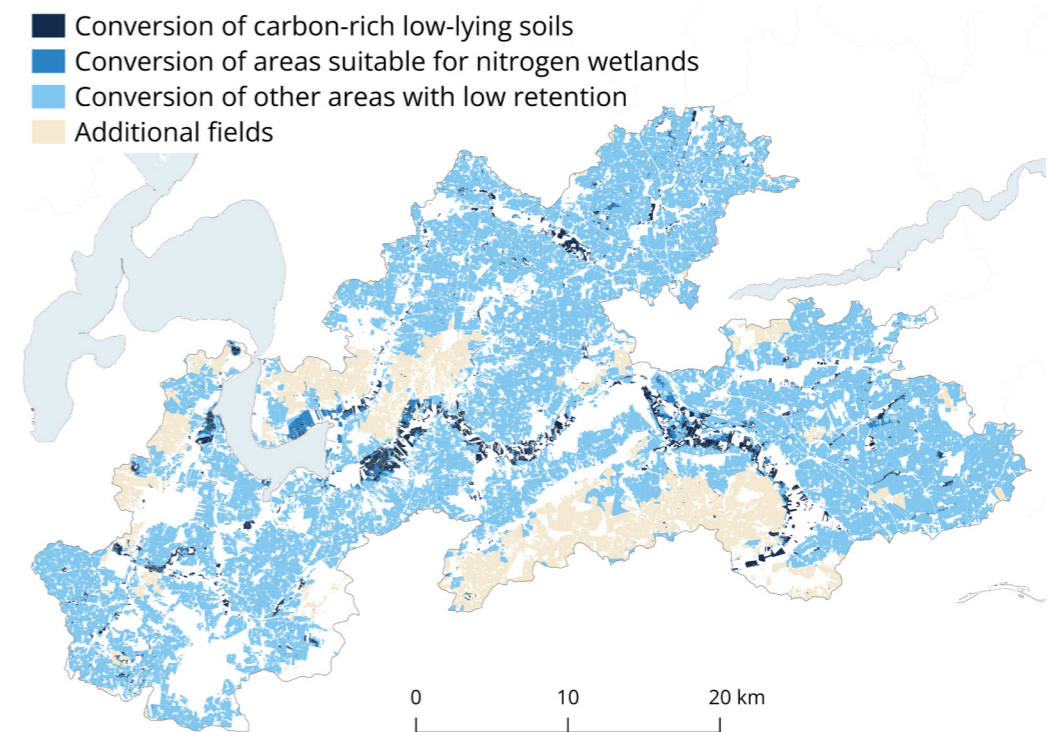 Conversion of carbon-rich low-lying soils
Conversion of areas suitable for nitrogen wetlands
Conversion of other areas with low retention
Additional fields
0 10 20 km